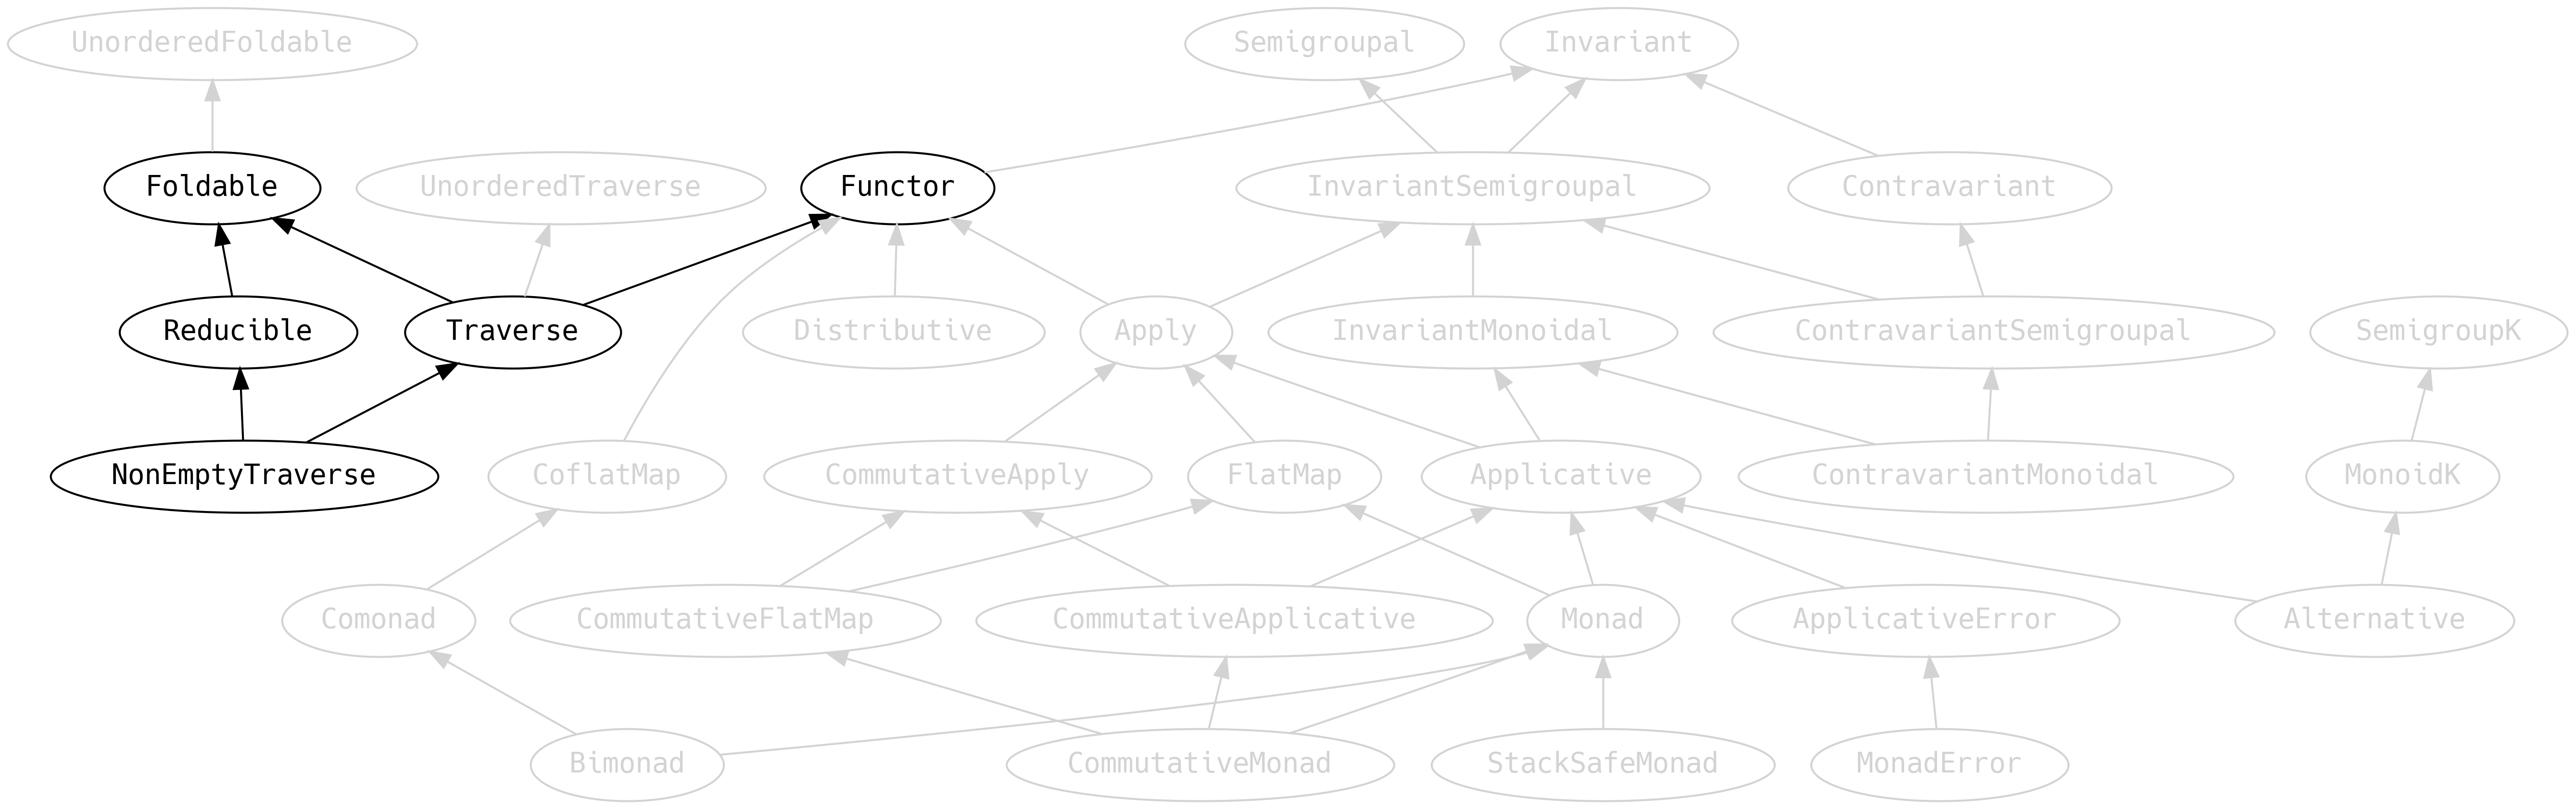 UnorderedFoldable
Semigroupal
Invariant
Foldable
UnorderedTraverse
Functor
InvariantSemigroupal
Contravariant
Reducible
Traverse
Distributive
Apply
InvariantMonoidal
ContravariantSemigroupal
SemigroupK
NonEmptyTraverse
CoflatMap
CommutativeApply
FlatMap
Applicative
ContravariantMonoidal
MonoidK
Comonad
CommutativeFlatMap
CommutativeApplicative
Monad
ApplicativeError
Alternative
Bimonad
CommutativeMonad
StackSafeMonad
MonadError